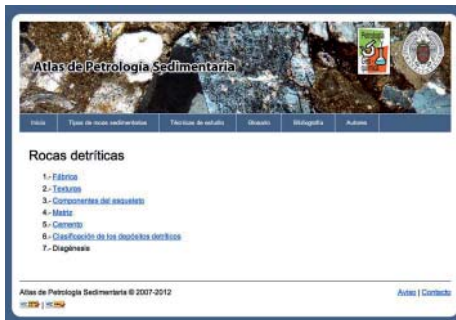 Atlas de Petrología Sedimentaria
Inicio Tipos de rocas sedimentarias Técnicas de estudio Glosario Bibliografía Autores
Rocas detríticas
1.- Fábrica
2.- Texturas
3.- Componentes del esqueleto
4.- Matriz
5.- Cemento
6.- Clasificación de los depósitos detríticos
7.- Diagénesis
Atlas de Petrología Sedimentaria © 2007-2012
Aviso | Contacto